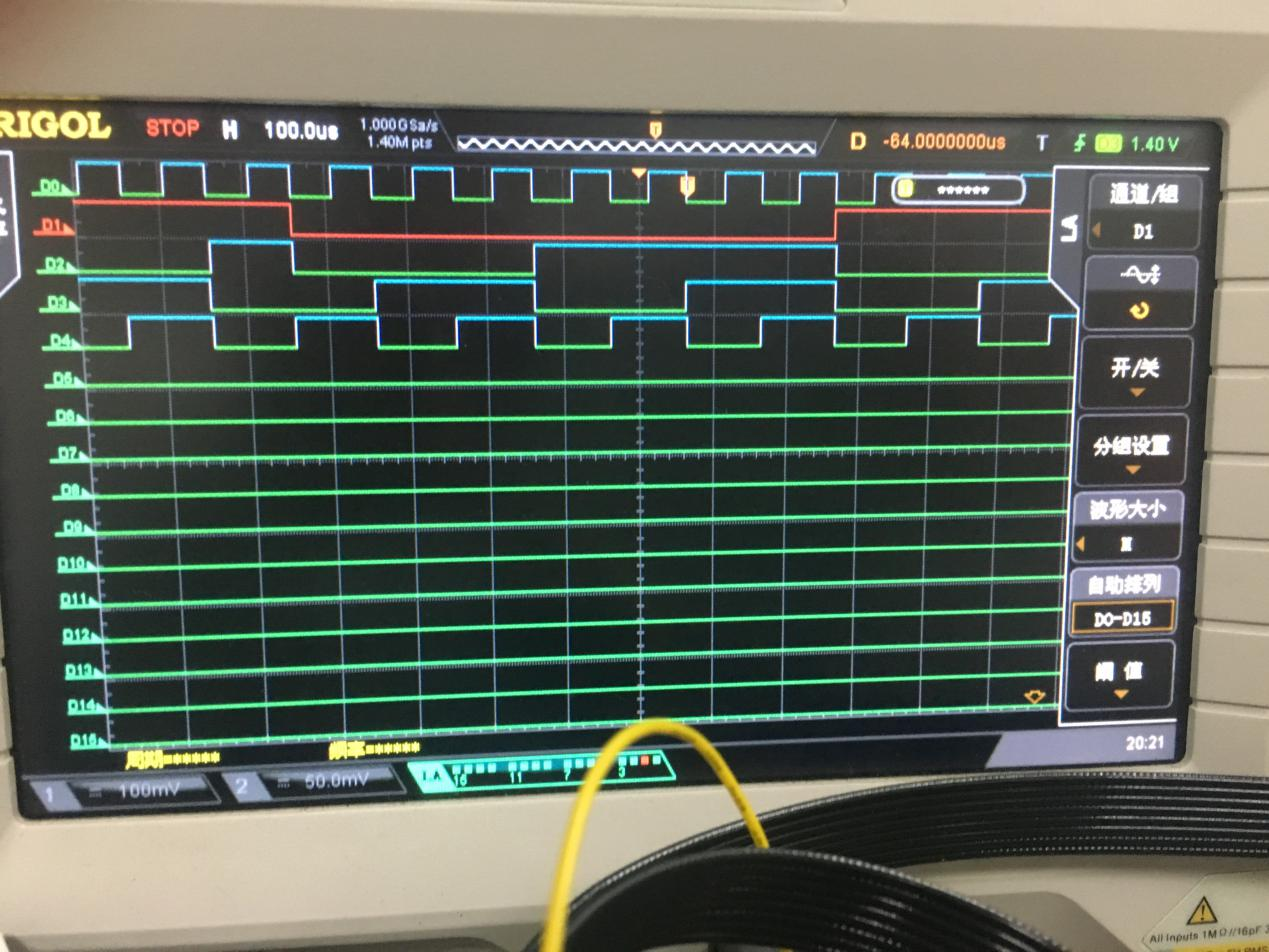 RIGOL STOP H 100.0us 1.000GSa/s 1.40M pts D -64.0000000us T 1.40 V
D0
D1
D2
D3
D4
D5
D6
D7
D8
D9
D10
D11
D12
D13
D14
D15
******
LA
通道/组
D1
开/关
分组设置
波形大小
M
自动排列
D0-D15
阈 值
周期=****** 频率=******
1 = 100mV 2 50.0mV 15 11 7 3
20:21
All inputs 1MΩ//16pF